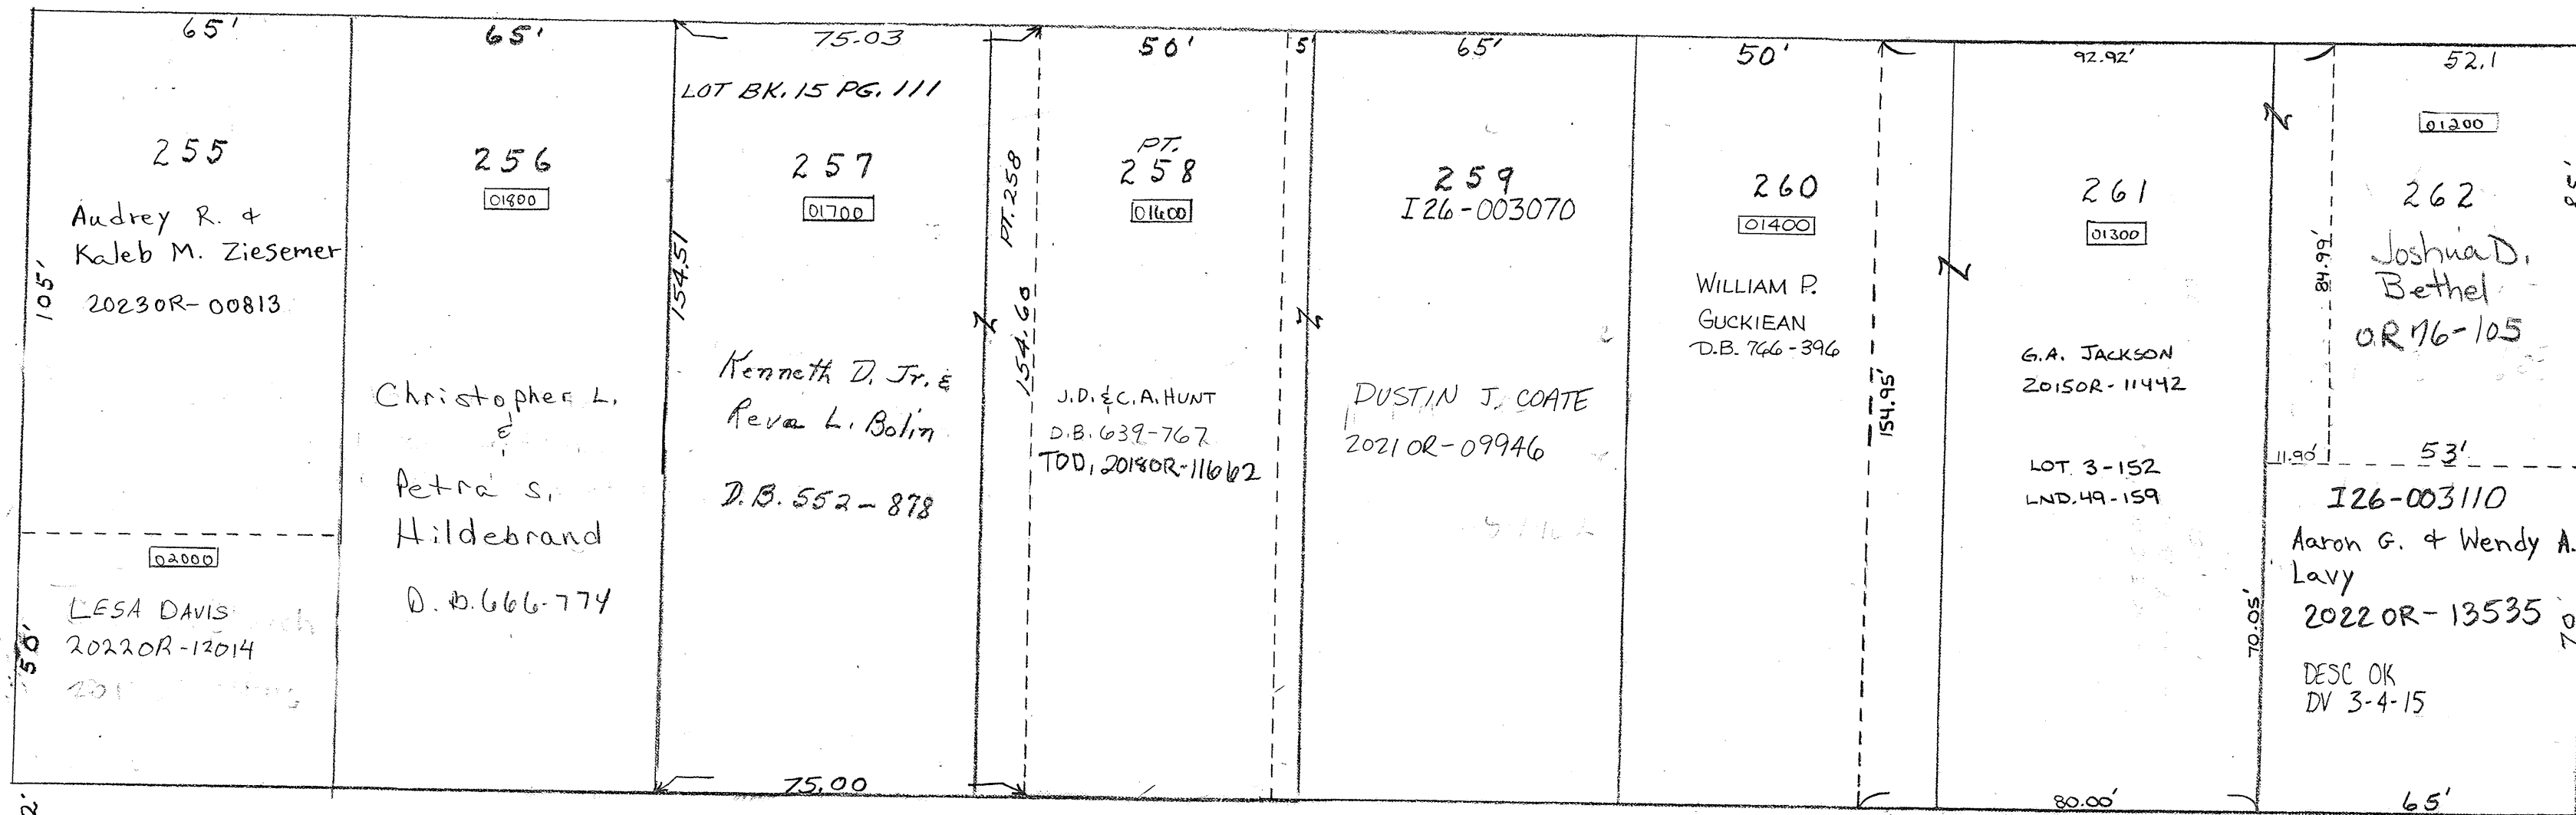 65'
255
Audrey R. &
Kaleb M. Ziesemer
2023OR-00813
105'
02000
LESA DAVIS
2022OR-12014
50'
2'
65'
256
01800
Christopher L.
&
Petra S.
Hildebrand
D.B. 666-774
75.03
LOT BK. 15 PG. 111
257
01700
154.51
Kenneth D. Jr. &
Reva L. Bolin
D.B. 552-878
75.00
PT. 258
154.60
50'
PT.
258
01600
J.D. & C.A. HUNT
D.B. 639-767
TOD, 2018OR-11662
5'
65'
259
I26-003070
DUSTIN J. COATE
2021 OR-09946
50'
260
01400
WILLIAM P.
GUCKIEAN
D.B. 766-396
154.95'
92.92'
261
01300
G.A. JACKSON
2015OR-11442
LOT. 3-152
LND. 49-159
80.00'
52.1
01200
262
Joshua D.
Bethel
O.R 76-105
84.99'
85'
11.90'
53'
I26-003110
Aaron G. & Wendy A.
Lavy
2022 OR-13535
DESC OK
DV 3-4-15
70.05'
70
65'